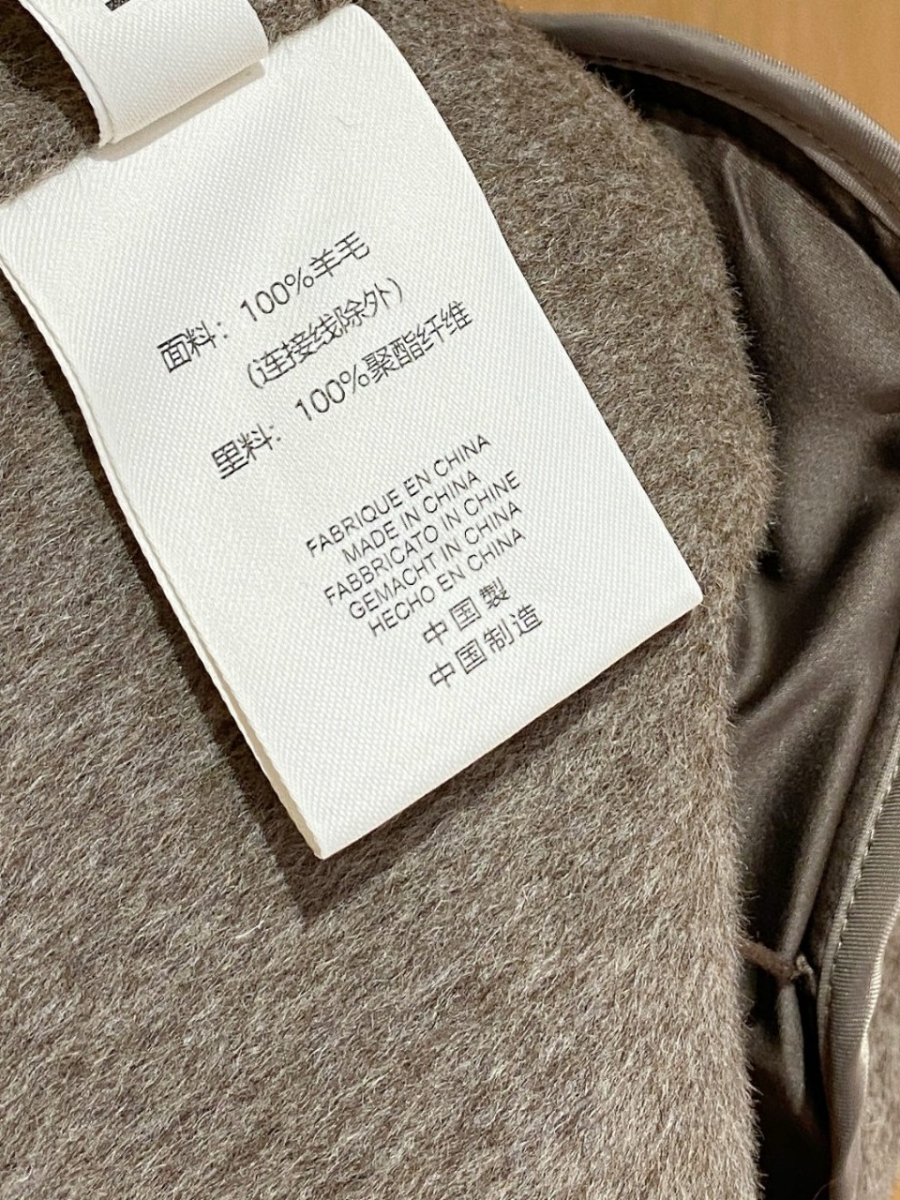 面料：100%羊毛
(连接线除外)
里料：100%聚酯纤维
FABRIQUE EN CHINA
MADE IN CHINA
FABBRICATO IN CHINE
GEMACHT IN CHINA
HECHO EN CHINA
中国製
中国制造